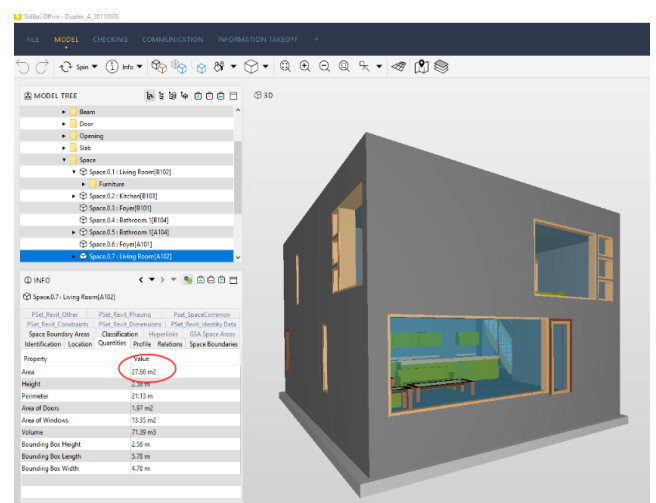 Solibri Office - Duplex_A_20110505
FILE MODEL CHECKING COMMUNICATION INFORMATION TAKEOFF +
Spin Info
MODEL TREE
3D
Beam
Door
Opening
Slab
Space
Space.0.1 : Living Room[B102]
Furniture
Space.0.2 : Kitchen[B103]
Space.0.3 : Foyer[B101]
Space.0.4 : Bathroom 1[B104]
Space.0.5 : Bathroom 1[A104]
Space.0.6 : Foyer[A101]
Space.0.7 : Living Room[A102]
INFO
Space.0.7 : Living Room[A102]
PSet_Revit_Other PSet_Revit_Phasing Pset_SpaceCommon
PSet_Revit_Constraints PSet_Revit_Dimensions PSet_Revit_Identity Data
Space Boundary Areas Classification Hyperlinks GSA Space Areas
Identification Location Quantities Profile Relations Space Boundaries
Property Value
Area 27.66 m2
Height 2.58 m
Perimeter 21.13 m
Area of Doors 1.97 m2
Area of Windows 13.35 m2
Volume 71.39 m3
Bounding Box Height 2.58 m
Bounding Box Length 5.78 m
Bounding Box Width 4.78 m